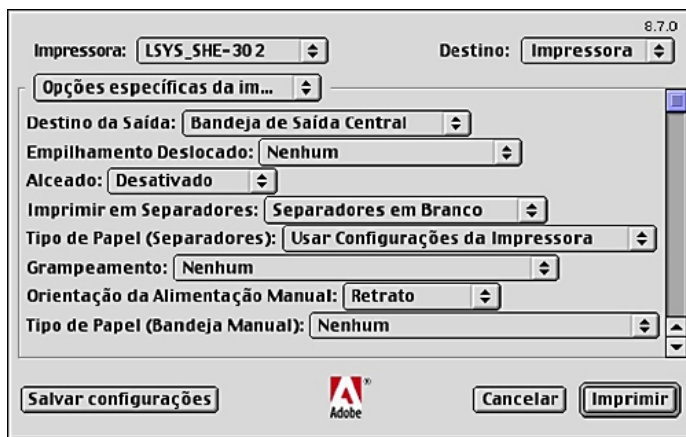 8.7.0
Impressora: LSYS_SHE-30 2 Destino: Impressora
Opções específicas da im...
Destino da Saída: Bandeja de Saída Central
Empilhamento Deslocado: Nenhum
Alceado: Desativado
Imprimir em Separadores: Separadores em Branco
Tipo de Papel (Separadores): Usar Configurações da Impressora
Grampeamento: Nenhum
Orientação da Alimentação Manual: Retrato
Tipo de Papel (Bandeja Manual): Nenhum
Salvar configurações Adobe® Cancelar Imprimir